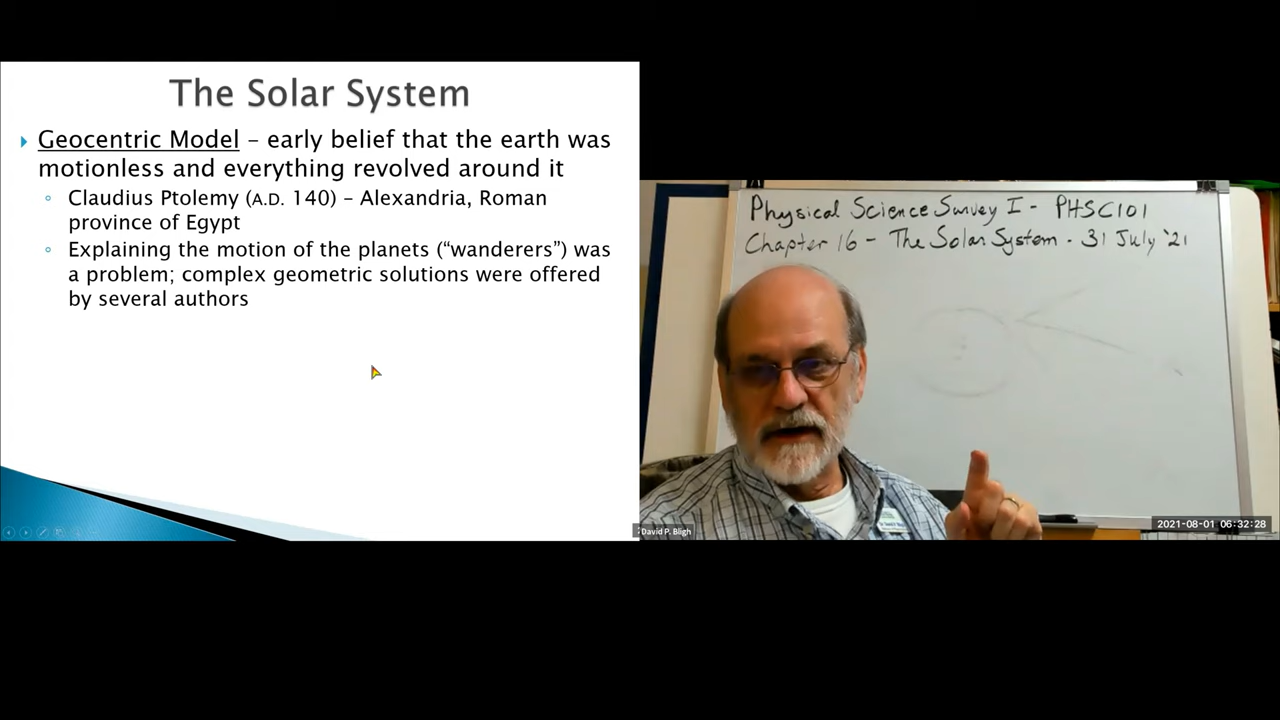 The Solar System
Geocentric Model – early belief that the earth was
motionless and everything revolved around it
Claudius Ptolemy (A.D. 140) – Alexandria, Roman
province of Egypt
Explaining the motion of the planets (“wanderers”) was
a problem; complex geometric solutions were offered
by several authors
Physical Science Survey I - PHSC101
Chapter 16 - The Solar System - 31 July '21
David P. Bligh
2021-08-01 06:32:28